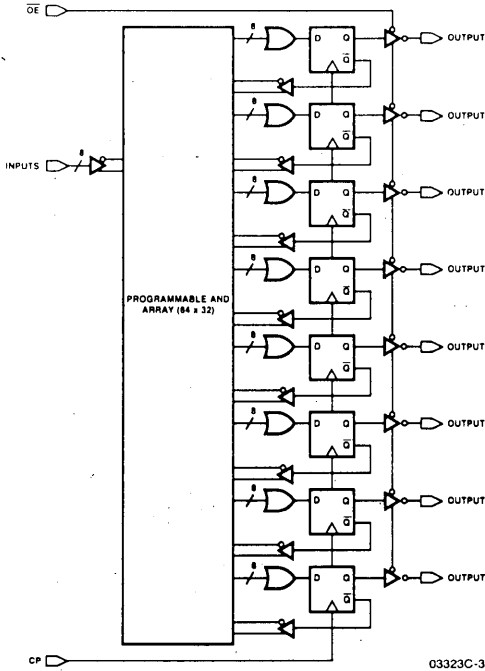 OE
8
D Q
Q
OUTPUT
8
D Q
Q
OUTPUT
INPUTS 8
8
D Q
Q
OUTPUT
8
D Q
Q
OUTPUT
PROGRAMMABLE AND
ARRAY (64 x 32)
8
D Q
Q
OUTPUT
8
D Q
Q
OUTPUT
8
D Q
Q
OUTPUT
8
D Q
Q
OUTPUT
CP
03323C-3